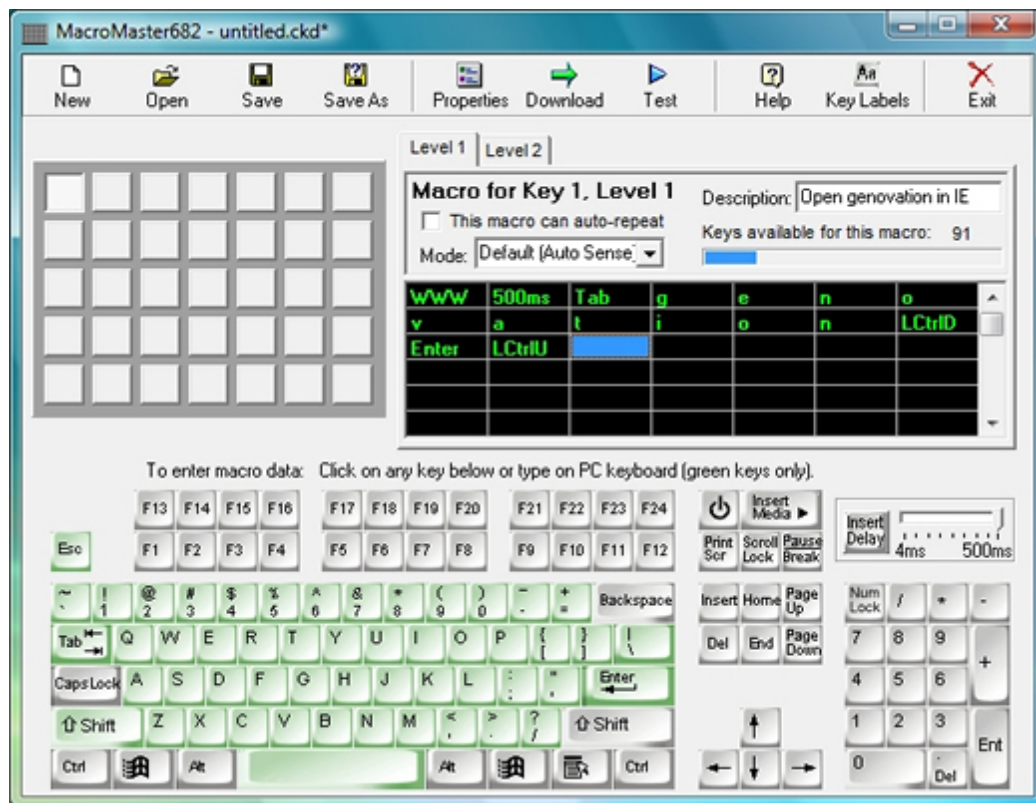 MacroMaster682 - untitled.ckd*
New Open Save Save As Properties Download Test Help Key Labels Exit
Level 1 Level 2
Macro for Key 1, Level 1
This macro can auto-repeat
Mode: Default (Auto Sense)
Description: Open genovation in IE
Keys available for this macro: 91
WWW 500ms Tab g e n o
v a t i o n LCtrlD
Enter LCtrlU
To enter macro data: Click on any key below or type on PC keyboard (green keys only).
F13 F14 F15 F16 F17 F18 F19 F20 F21 F22 F23 F24 Insert Media ►
Esc F1 F2 F3 F4 F5 F6 F7 F8 F9 F10 F11 F12 Print Scr Scroll Lock Pause Break
Insert Delay 4ms 500ms
~ ` ! 1 @ 2 # 3 $ 4 % 5 ^ 6 & 7 * 8 ( 9 ) 0 - - + = Backspace Insert Home Page Up Num Lock / * -
Tab Q W E R T Y U I O P { [ } ] | \ Del End Page Down 7 8 9 +
Caps Lock A S D F G H J K L : ; " ' Enter 4 5 6
⇧ Shift Z X C V B N M < , > . ? / ⇧ Shift ↑ 1 2 3 Ent
Ctrl Alt Alt Ctrl ← ↓ → 0 . Del